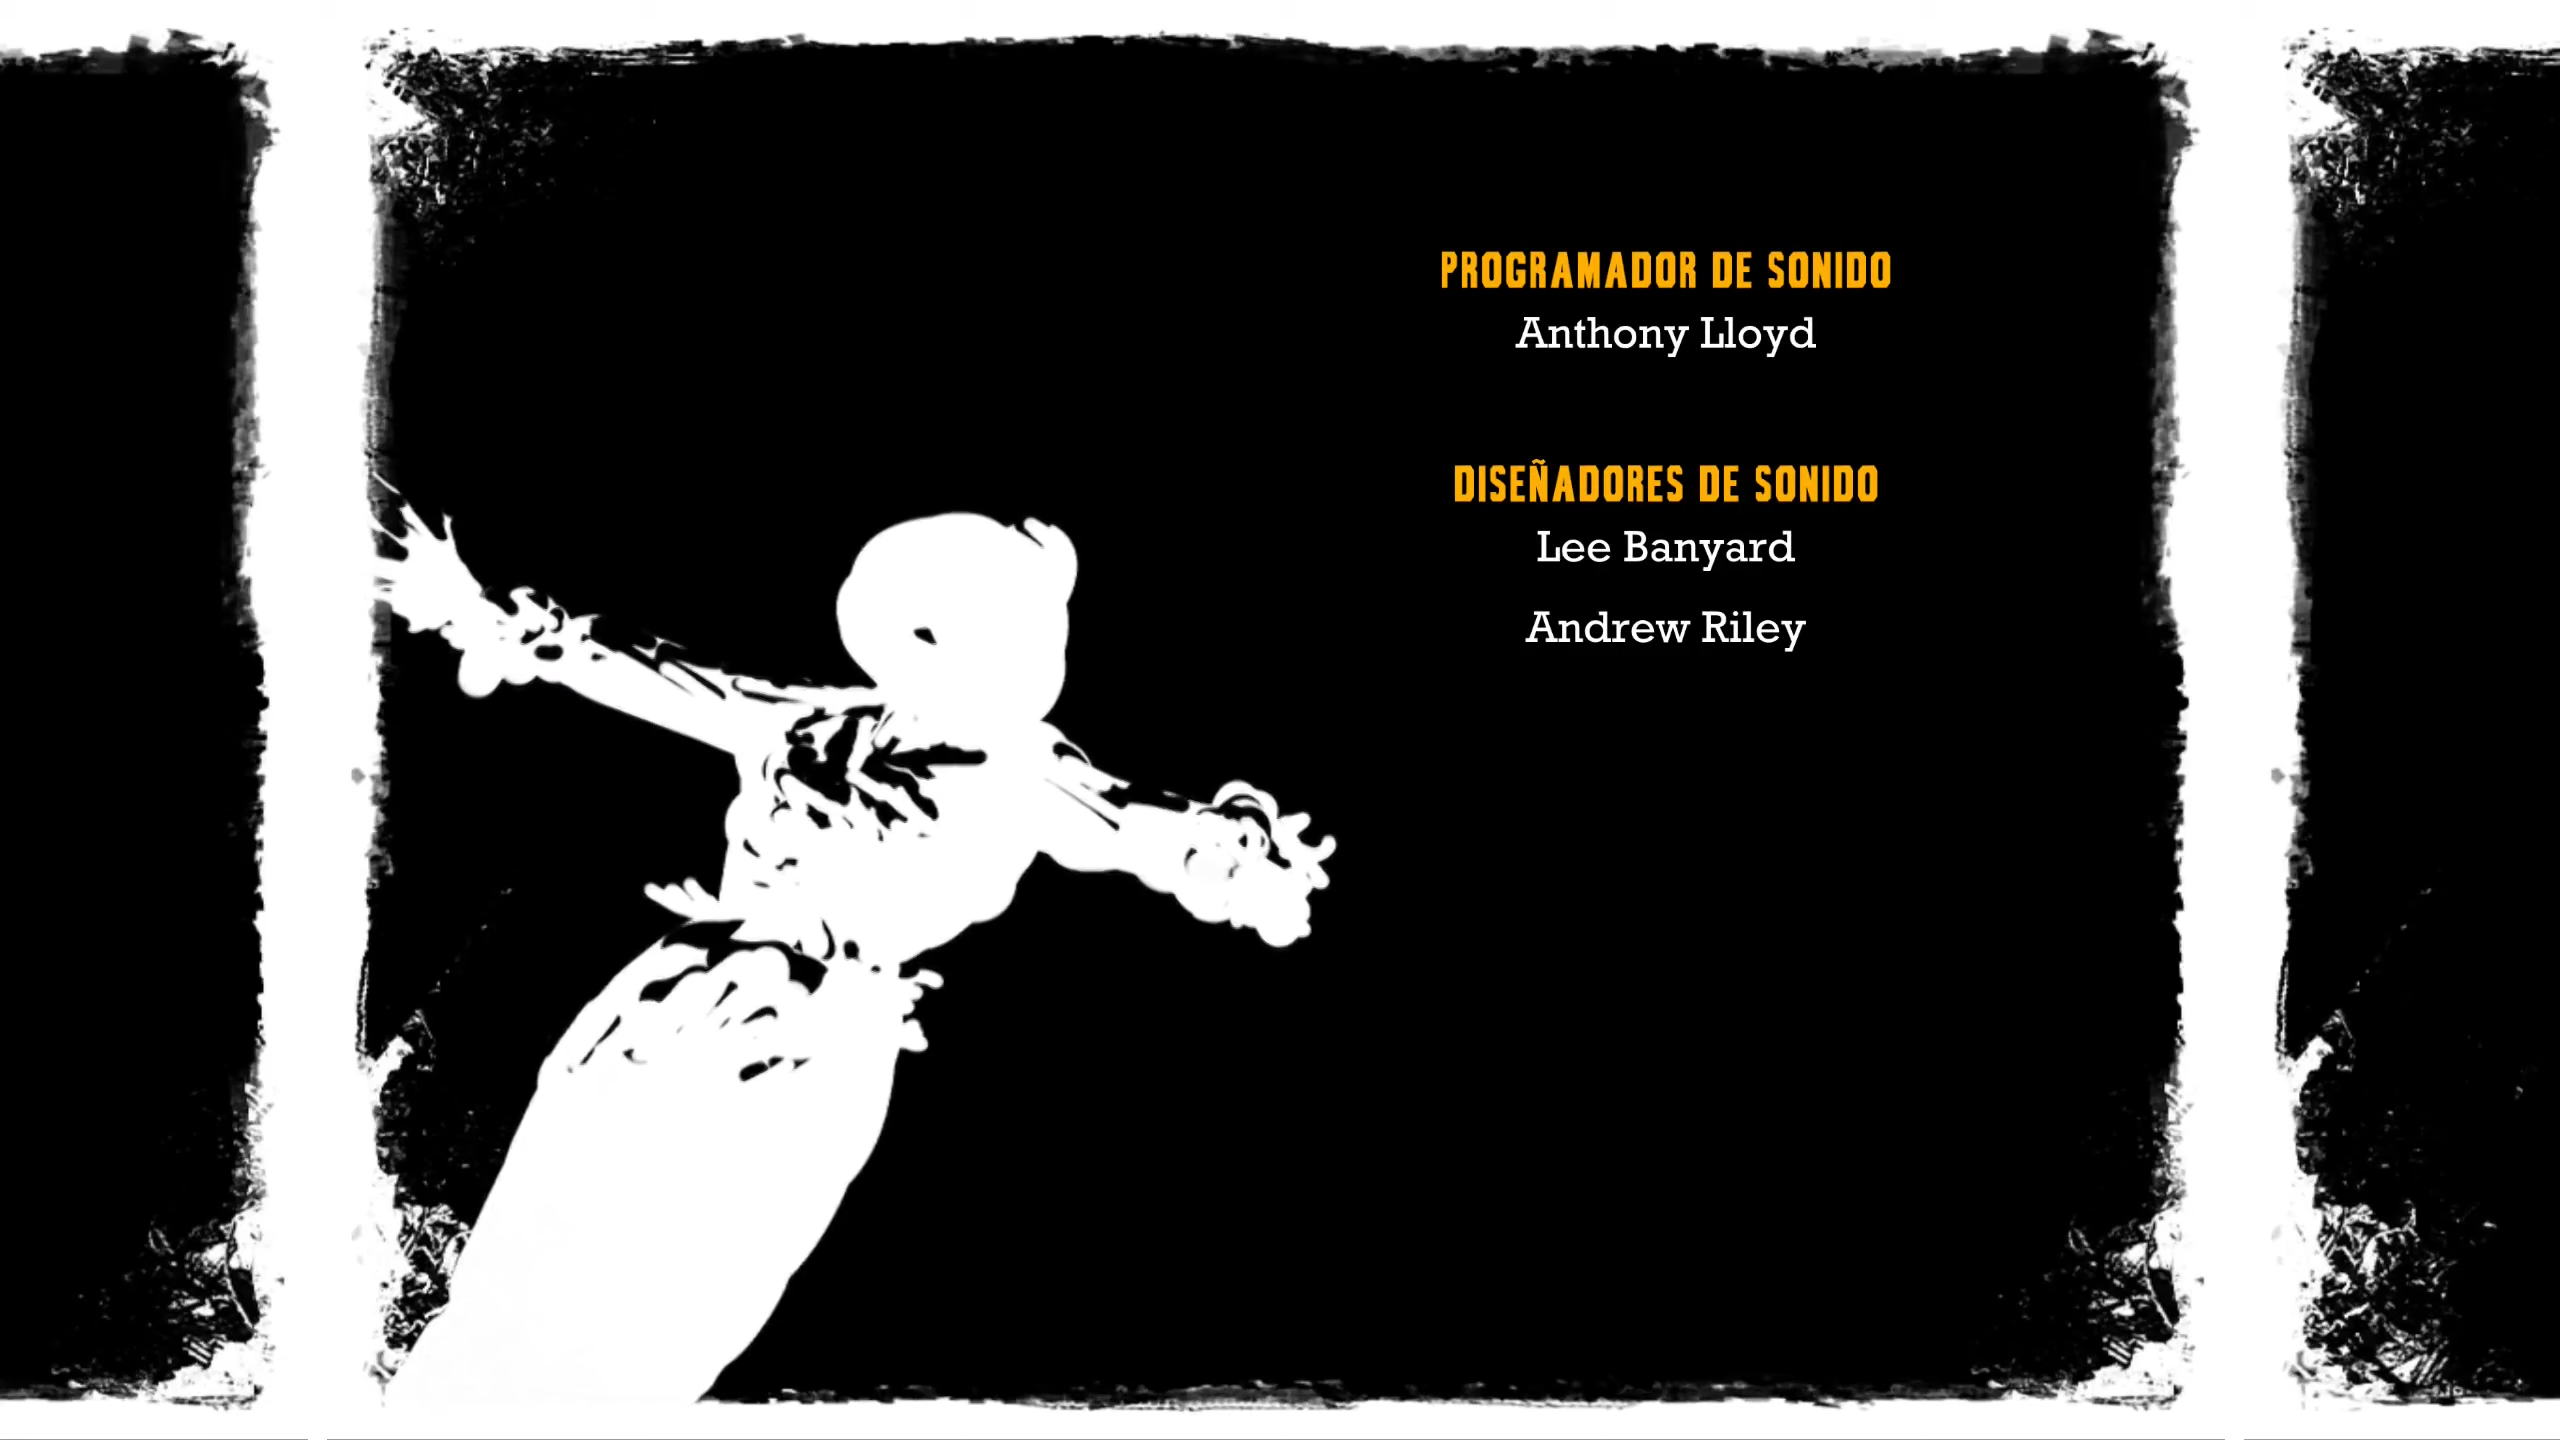 PROGRAMADOR DE SONIDO
Anthony Lloyd
DISEÑADORES DE SONIDO
Lee Banyard
Andrew Riley